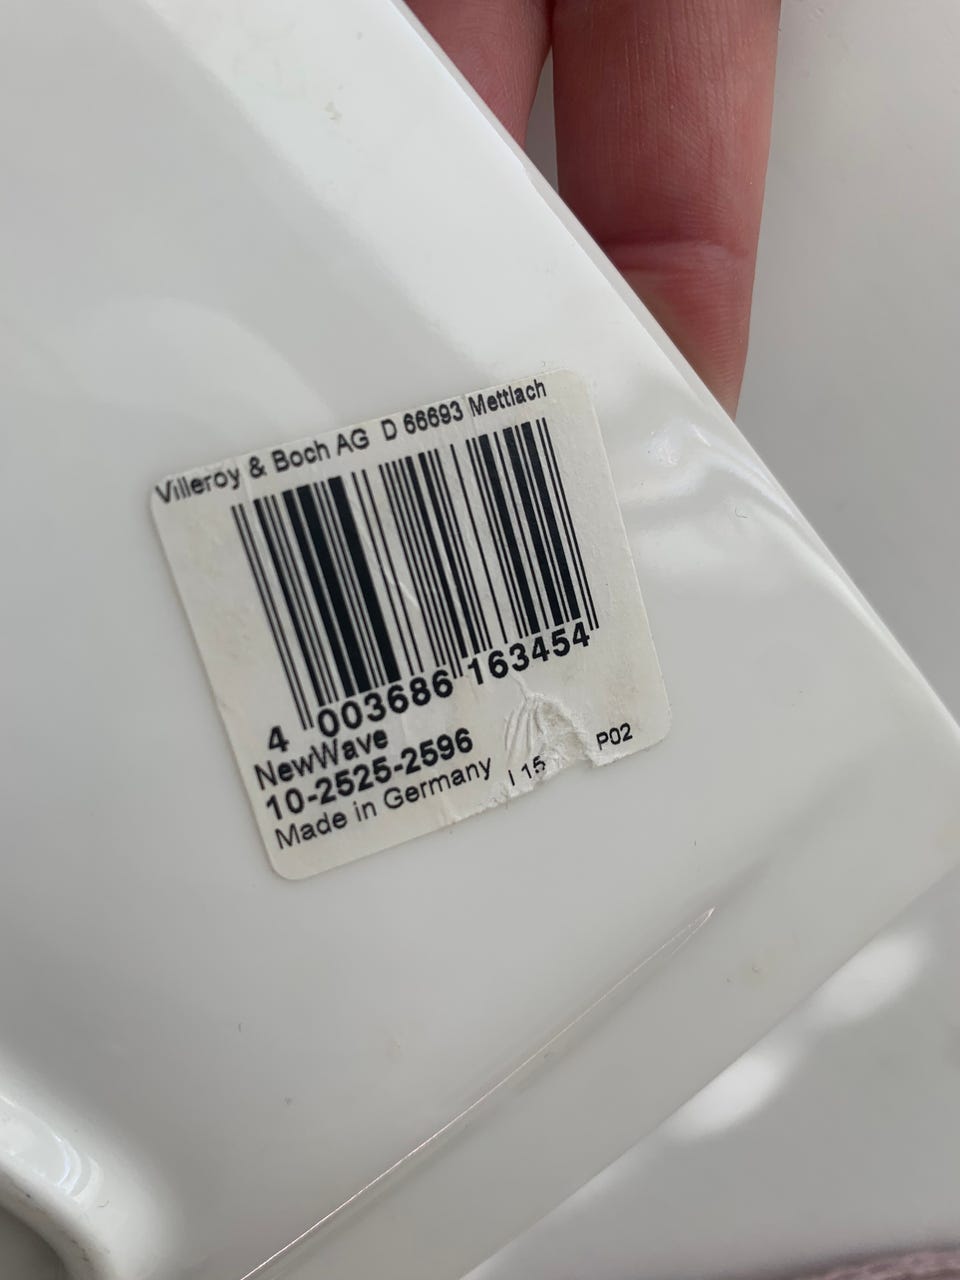 Villeroy & Boch AG D 66693 Mettlach
4 003686 163454
NewWave
10-2525-2596
Made in Germany I 15 P02